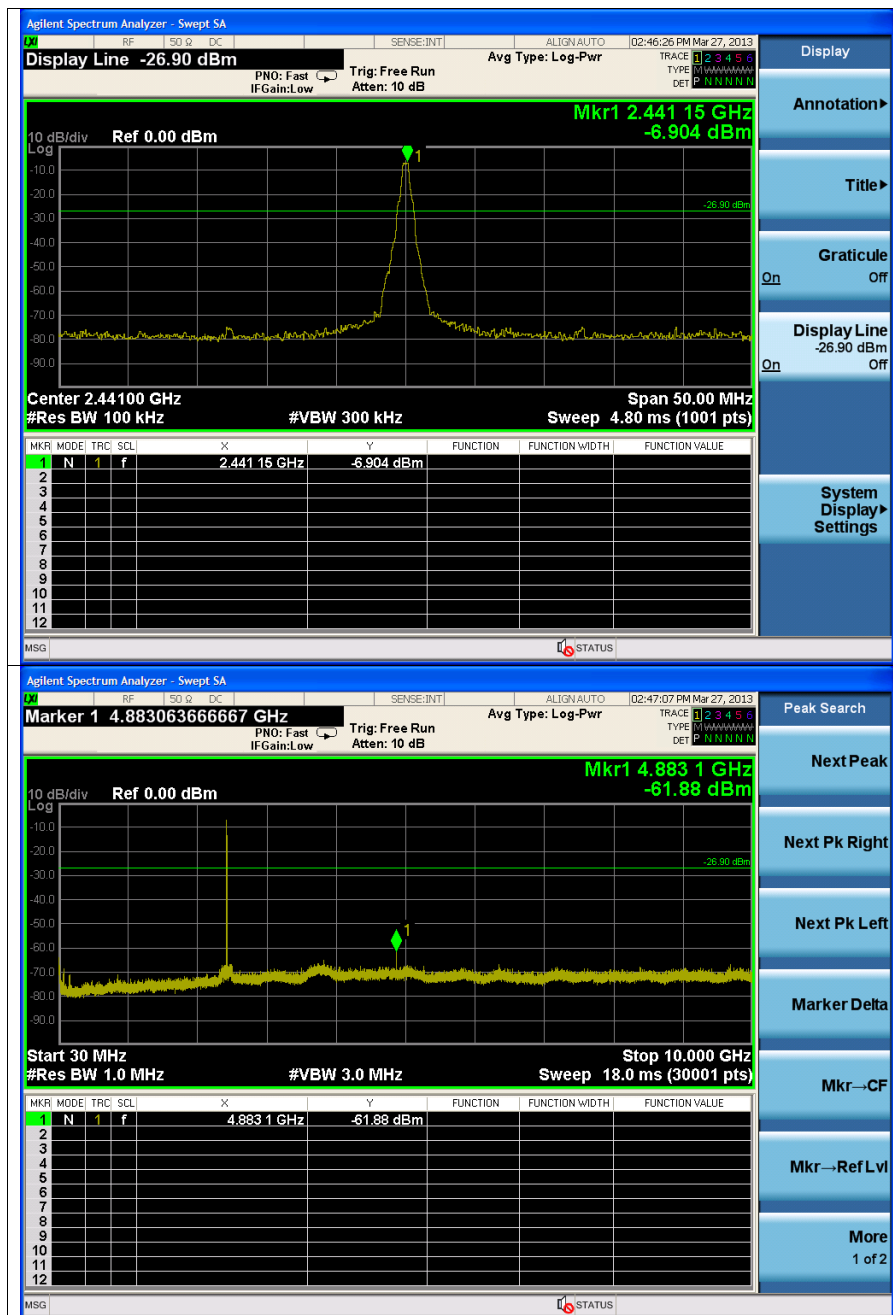 Agilent Spectrum Analyzer - Swept SA
LXI RF 50 Ω DC SENSE:INT ALIGN AUTO 02:46:26 PM Mar 27, 2013
Display Line -26.90 dBm
PNO: Fast
IFGain:Low
Trig: Free Run
Atten: 10 dB
Avg Type: Log-Pwr
TRACE 1 2 3 4 5 6
TYPE M WWWWW
DET P N N N N N
Mkr1 2.441 15 GHz
-6.904 dBm
10 dB/div Ref 0.00 dBm
Log
1
-10.0
-20.0
-26.90 dBm
-30.0
-40.0
-50.0
-60.0
-70.0
-80.0
-90.0
Center 2.44100 GHz Span 50.00 MHz
#Res BW 100 kHz #VBW 300 kHz Sweep 4.80 ms (1001 pts)
MKR MODE TRC SCL X Y FUNCTION FUNCTION WIDTH FUNCTION VALUE
1 N 1 f 2.441 15 GHz -6.904 dBm
2
3
4
5
6
7
8
9
10
11
12
MSG STATUS
Display
Annotation
Title
Graticule
On Off
Display Line
-26.90 dBm
On Off
System
Display
Settings
Agilent Spectrum Analyzer - Swept SA
LXI RF 50 Ω DC SENSE:INT ALIGN AUTO 02:47:07 PM Mar 27, 2013
Marker 1 4.883063666667 GHz
PNO: Fast
IFGain:Low
Trig: Free Run
Atten: 10 dB
Avg Type: Log-Pwr
TRACE 1 2 3 4 5 6
TYPE M WWWWW
DET P N N N N N
Mkr1 4.883 1 GHz
-61.88 dBm
10 dB/div Ref 0.00 dBm
Log
-10.0
-20.0
-26.90 dBm
-30.0
-40.0
-50.0
1
-60.0
-70.0
-80.0
-90.0
Start 30 MHz Stop 10.000 GHz
#Res BW 1.0 MHz #VBW 3.0 MHz Sweep 18.0 ms (30001 pts)
MKR MODE TRC SCL X Y FUNCTION FUNCTION WIDTH FUNCTION VALUE
1 N 1 f 4.883 1 GHz -61.88 dBm
2
3
4
5
6
7
8
9
10
11
12
MSG STATUS
Peak Search
Next Peak
Next Pk Right
Next Pk Left
Marker Delta
Mkr→CF
Mkr→Ref Lvl
More
1 of 2